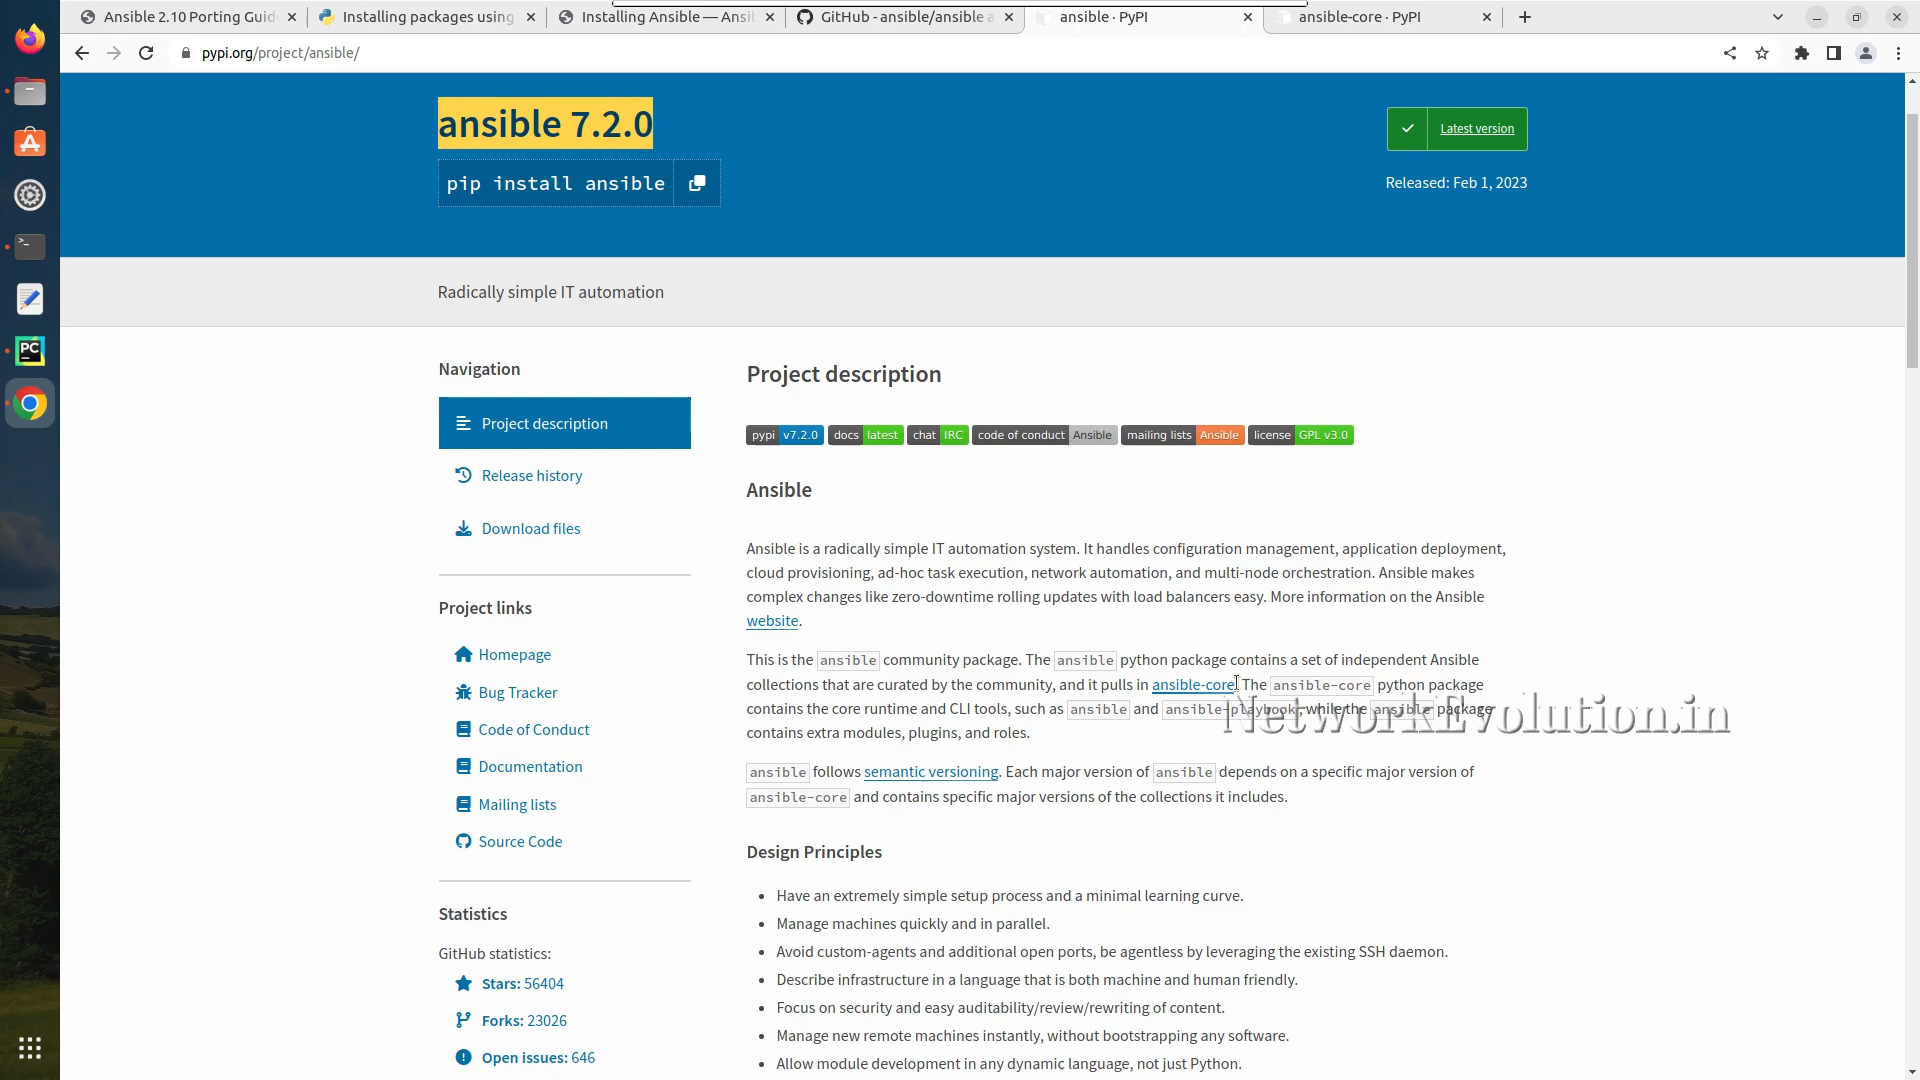 Ansible 2.10 Porting Guid
Installing packages using
Installing Ansible — Ansi
GitHub - ansible/ansible a
ansible · PyPI
ansible-core · PyPI
pypi.org/project/ansible/
ansible 7.2.0
pip install ansible
Latest version
Released: Feb 1, 2023
Radically simple IT automation
Navigation
Project description
Release history
Download files
Project links
Homepage
Bug Tracker
Code of Conduct
Documentation
Mailing lists
Source Code
Statistics
GitHub statistics:
Stars: 56404
Forks: 23026
Open issues: 646
Project description
pypi v7.2.0 docs latest chat IRC code of conduct Ansible mailing lists Ansible license GPL v3.0
Ansible
Ansible is a radically simple IT automation system. It handles configuration management, application deployment,
cloud provisioning, ad-hoc task execution, network automation, and multi-node orchestration. Ansible makes
complex changes like zero-downtime rolling updates with load balancers easy. More information on the Ansible
website.
This is the ansible community package. The ansible python package contains a set of independent Ansible
collections that are curated by the community, and it pulls in ansible-core. The ansible-core python package
contains the core runtime and CLI tools, such as ansible and ansible-playbook, while the ansible package
contains extra modules, plugins, and roles.
ansible follows semantic versioning. Each major version of ansible depends on a specific major version of
ansible-core and contains specific major versions of the collections it includes.
Design Principles
Have an extremely simple setup process and a minimal learning curve.
Manage machines quickly and in parallel.
Avoid custom-agents and additional open ports, be agentless by leveraging the existing SSH daemon.
Describe infrastructure in a language that is both machine and human friendly.
Focus on security and easy auditability/review/rewriting of content.
Manage new remote machines instantly, without bootstrapping any software.
Allow module development in any dynamic language, not just Python.
NetworkEvolution.in
PC